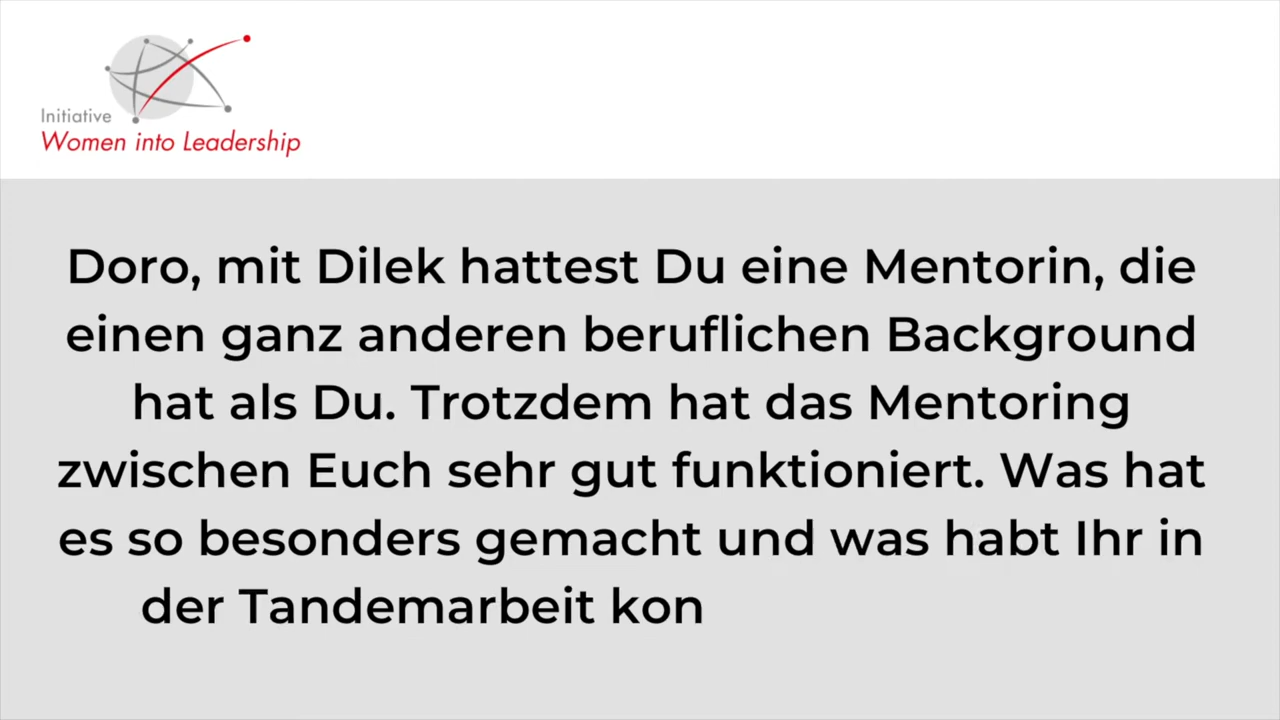 Initiative
Women into Leadership
Doro, mit Dilek hattest Du eine Mentorin, die
einen ganz anderen beruflichen Background
hat als Du. Trotzdem hat das Mentoring
zwischen Euch sehr gut funktioniert. Was hat
es so besonders gemacht und was habt Ihr in
der Tandemarbeit kon